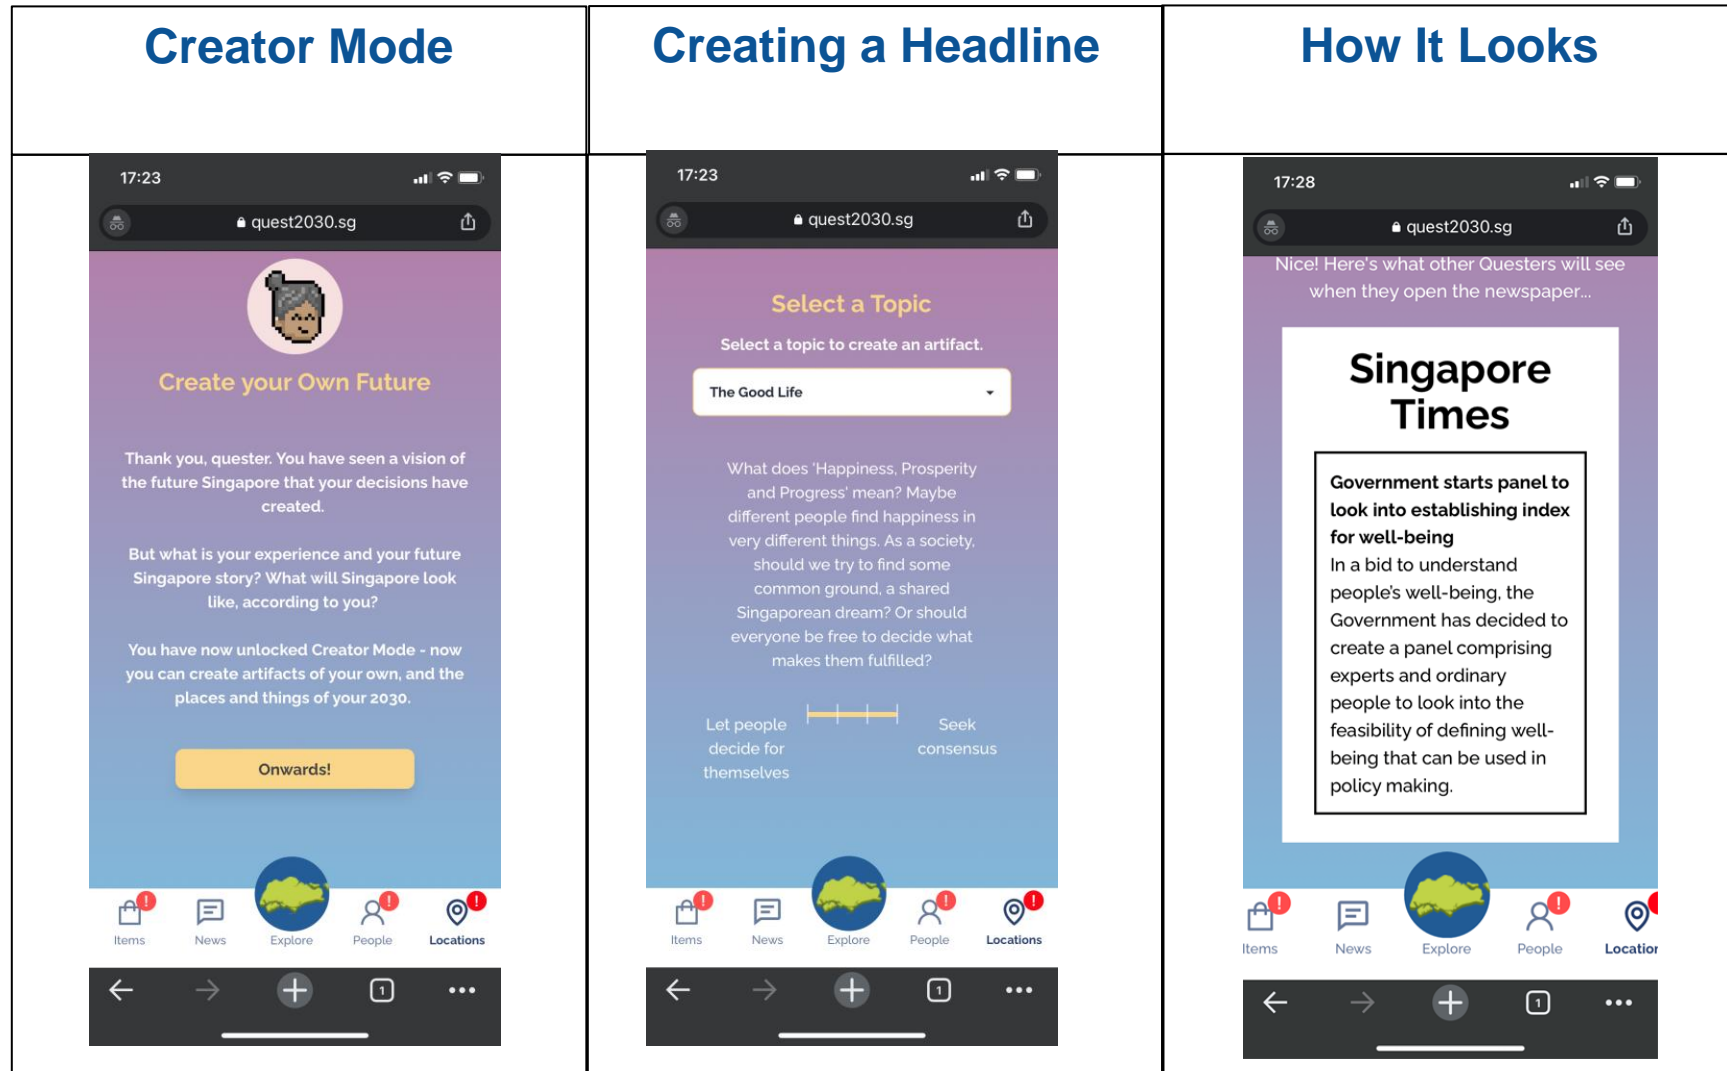 Creator Mode
Creating a Headline
How It Looks
17:23
quest2030.sg
Create your Own Future
Thank you, quester. You have seen a vision of
the future Singapore that your decisions have
created.
But what is your experience and your future
Singapore story? What will Singapore look
like, according to you?
You have now unlocked Creator Mode - now
you can create artifacts of your own, and the
places and things of your 2030.
Onwards!
Items
News
Explore
People
Locations
1
17:23
quest2030.sg
Select a Topic
Select a topic to create an artifact.
The Good Life
What does 'Happiness, Prosperity
and Progress' mean? Maybe
different people find happiness in
very different things. As a society,
should we try to find some
common ground, a shared
Singaporean dream? Or should
everyone be free to decide what
makes them fulfilled?
Let people
decide for
themselves
Seek
consensus
Items
News
Explore
People
Locations
1
17:28
quest2030.sg
Nice! Here's what other Questers will see
when they open the newspaper...
Singapore
Times
Government starts panel to
look into establishing index
for well-being
In a bid to understand
people's well-being, the
Government has decided to
create a panel comprising
experts and ordinary
people to look into the
feasibility of defining well-
being that can be used in
policy making.
Items
News
Explore
People
Location
1